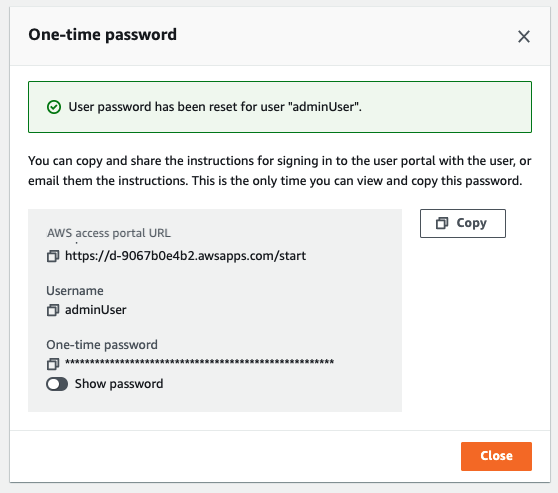 One-time password
User password has been reset for user "adminUser".
You can copy and share the instructions for signing in to the user portal with the user, or
email them the instructions. This is the only time you can view and copy this password.
AWS access portal URL
https://d-9067b0e4b2.awsapps.com/start
Copy
Username
adminUser
One-time password
*******************************************************
Show password
Close